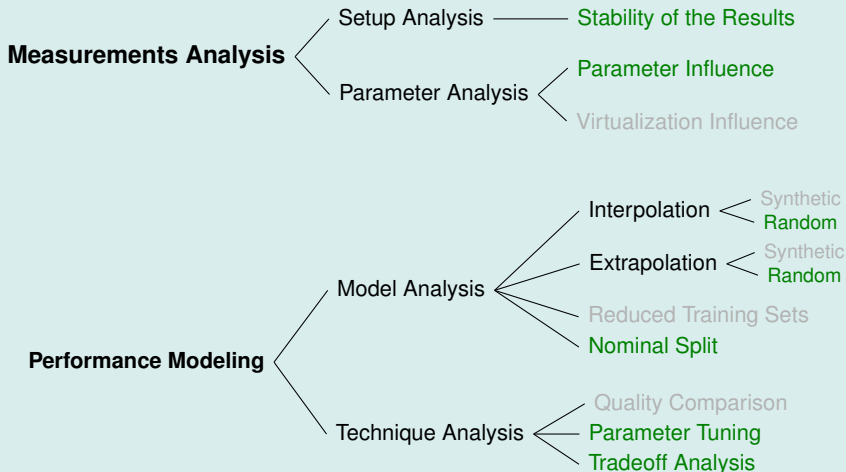 Setup Analysis
Stability of the Results
Measurements Analysis
Parameter Influence
Parameter Analysis
Virtualization Influence
Synthetic
Interpolation
Random
Synthetic
Extrapolation
Random
Model Analysis
Reduced Training Sets
Nominal Split
Performance Modeling
Quality Comparison
Technique Analysis
Parameter Tuning
Tradeoff Analysis